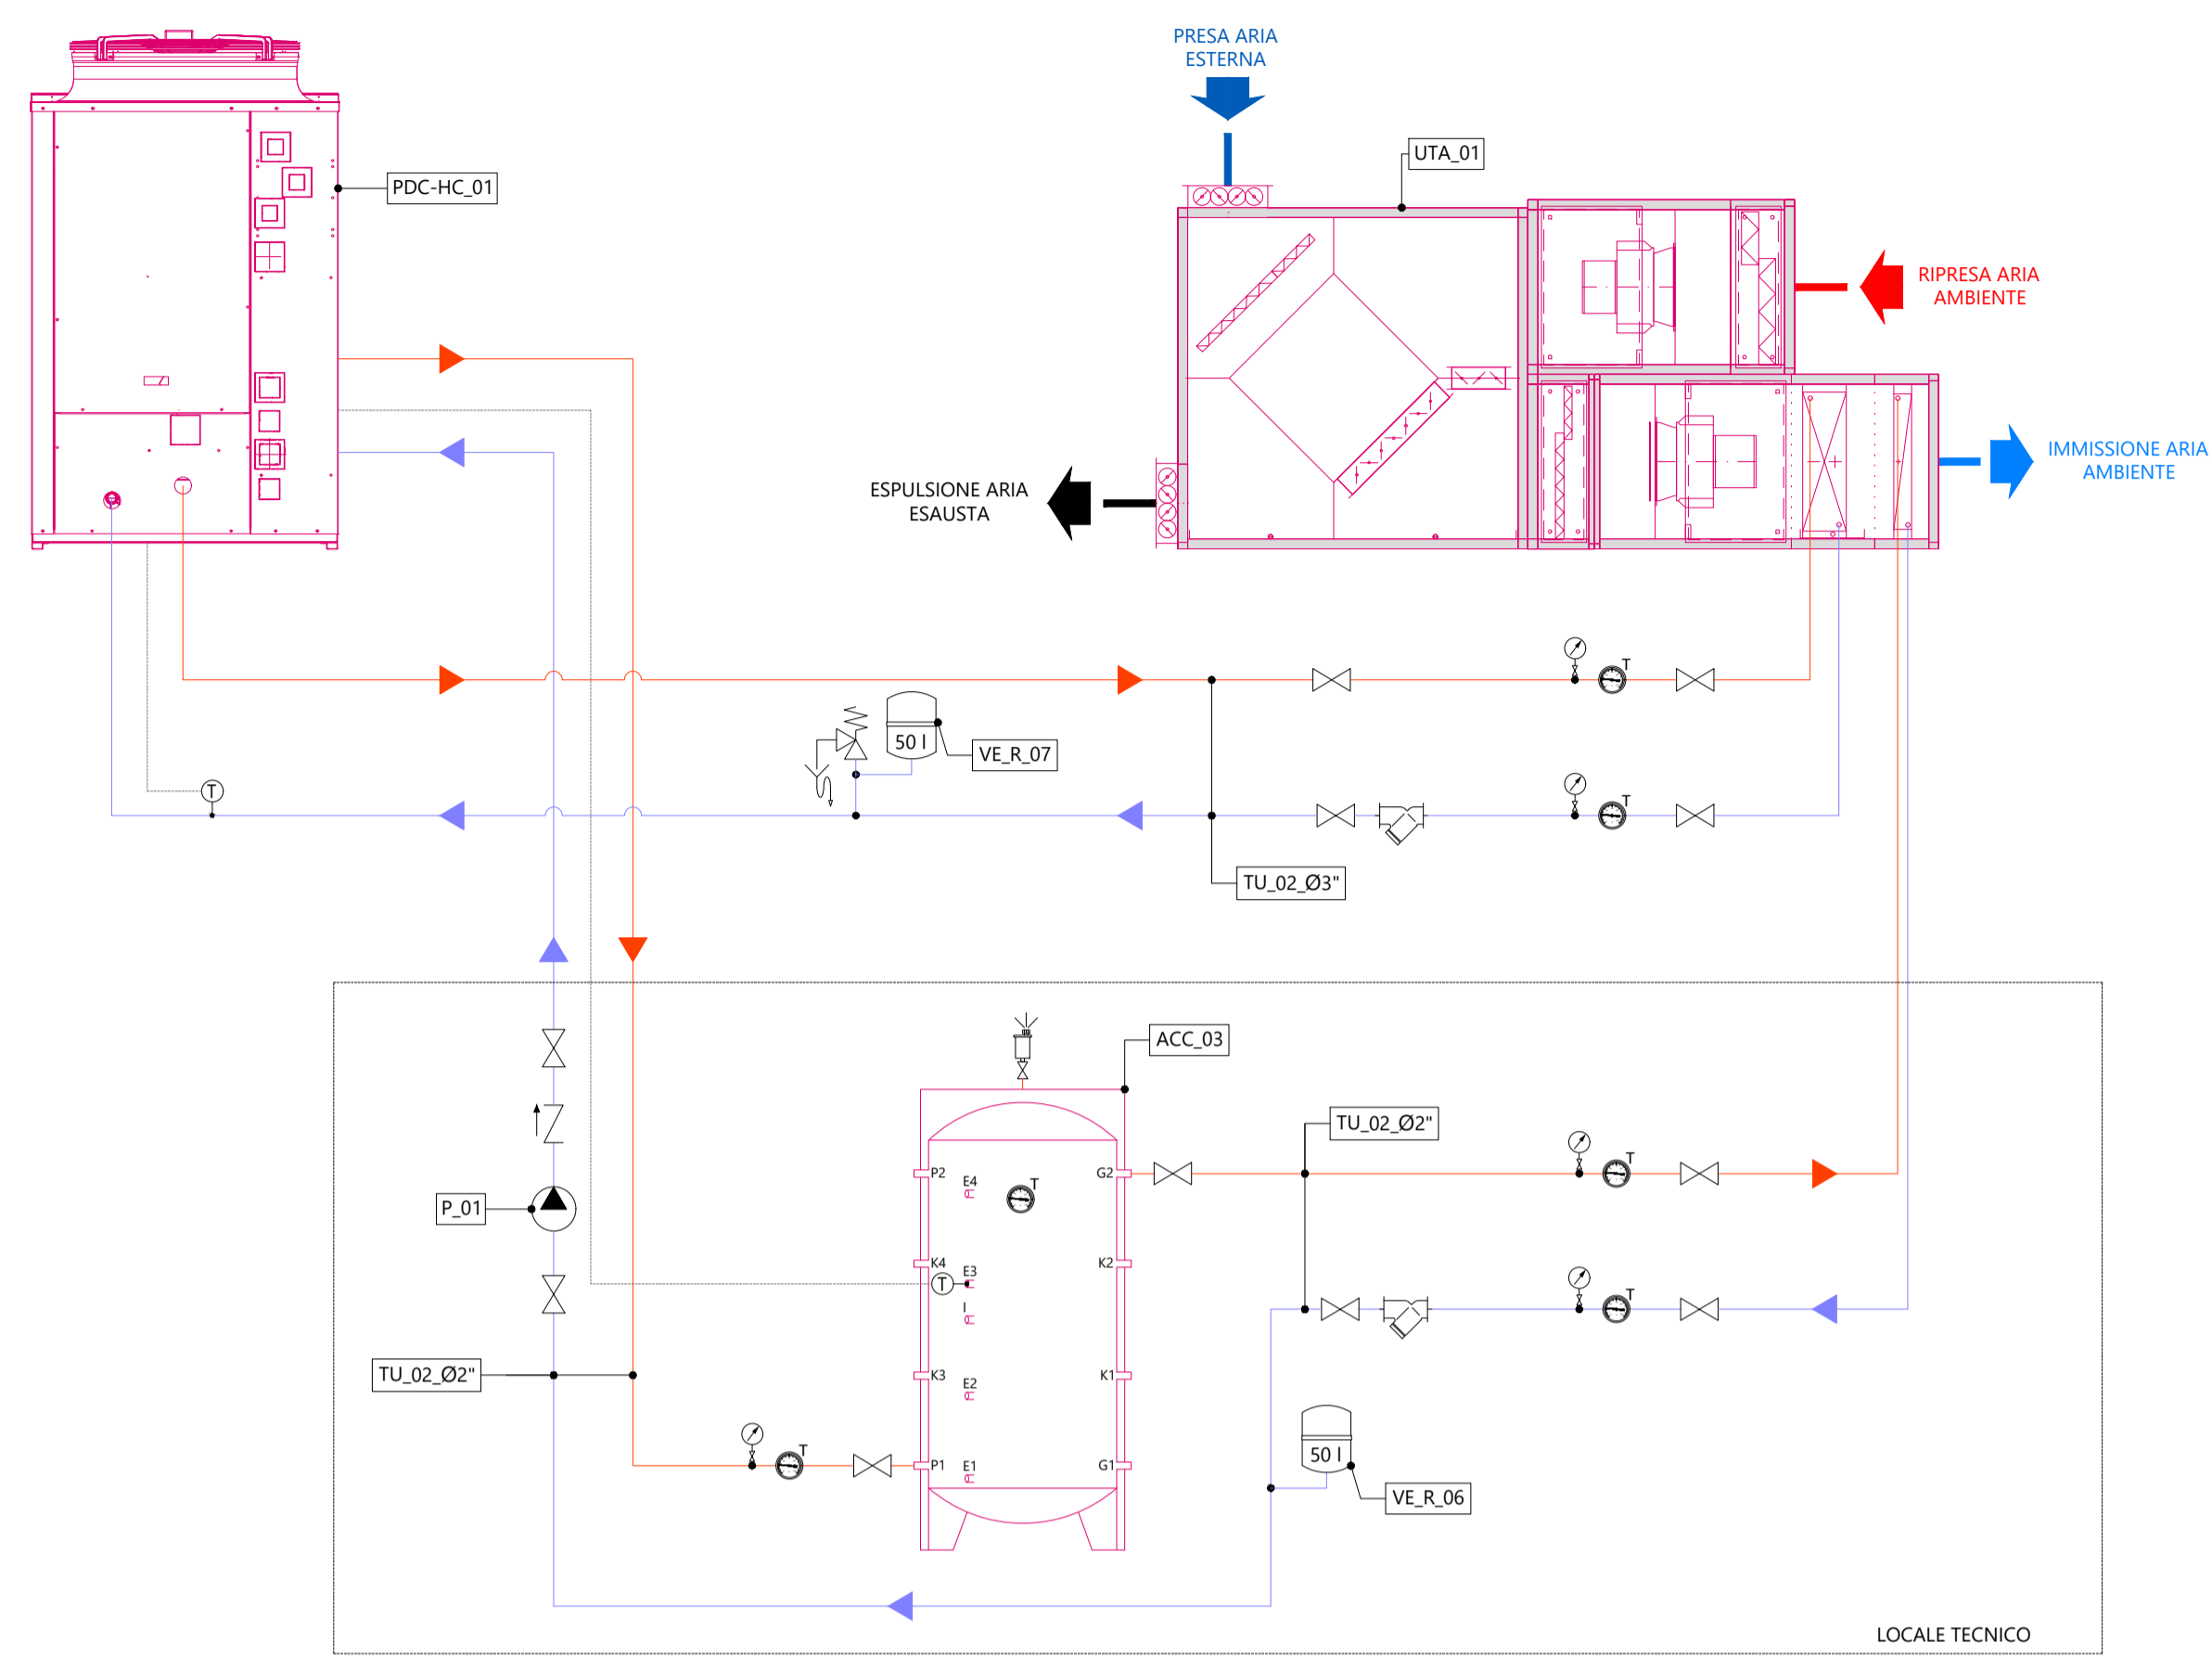 PRESA ARIA
ESTERNA
UTA_01
PDC-HC_01
RIPRESA ARIA
AMBIENTE
IMMISSIONE ARIA
AMBIENTE
ESPULSIONE ARIA
ESAUSTA
T
50 l
VE_R_07
T
T
TU_02_Ø3"
ACC_03
TU_02_Ø2"
T
P2
G2
E4
T
P_01
K4
K2
E3
T
I
T
TU_02_Ø2"
K3
K1
E2
T
P1
G1
E1
50 l
VE_R_06
LOCALE TECNICO